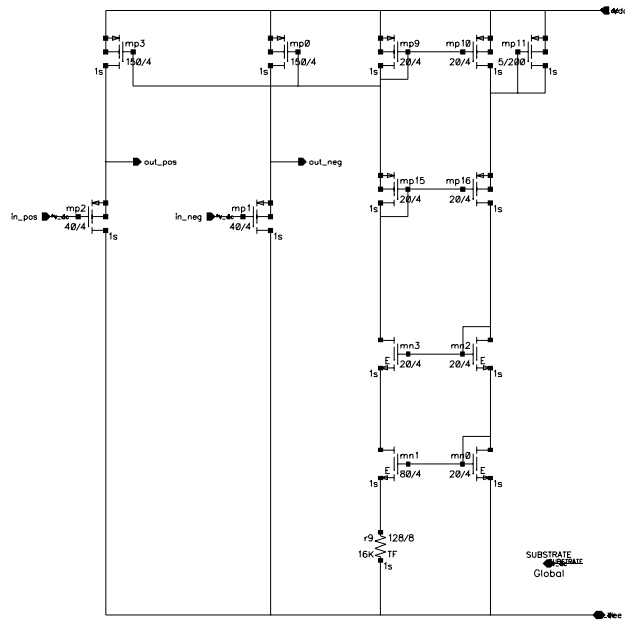 mp3
150/4
1s
mp0
150/4
1s
mp9
20/4
1s
mp10
20/4
1s
mp11
5/200
1s
out_pos
out_neg
mp2
in_pos
40/4
1s
mp1
in_neg
40/4
1s
mp15
20/4
1s
mp16
20/4
1s
mn3
E
20/4
1s
mn2
E
20/4
1s
mn1
E
80/4
1s
mn0
E
20/4
1s
r9 128/8
16K TF
1s
SUBSTRATE
SUBSTRATE
Global